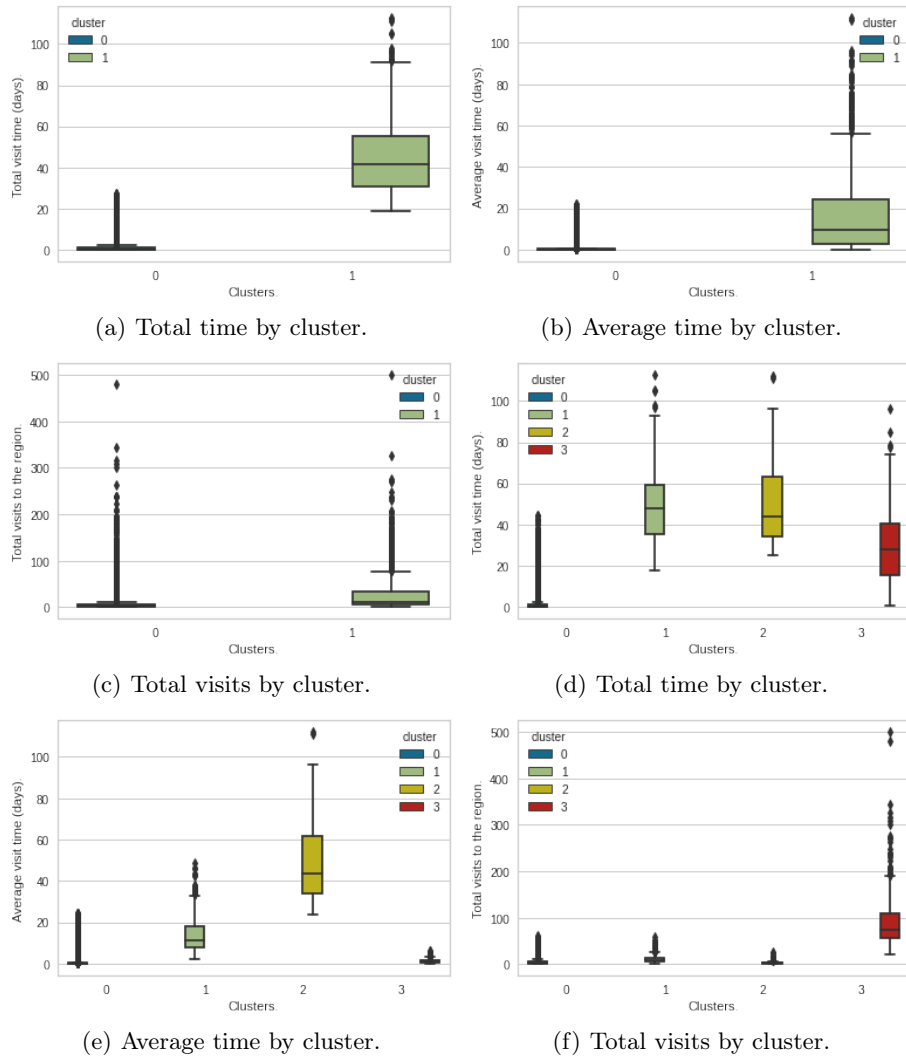 cluster
0
1
100
80
60
40
20
0
Total visit time (days).
0 1
Clusters.
(a) Total time by cluster.
cluster
0
1
100
80
60
40
20
0
Average visit time (days).
0 1
Clusters.
(b) Average time by cluster.
cluster
0
1
500
400
300
200
100
0
Total visits to the region.
0 1
Clusters.
(c) Total visits by cluster.
cluster
0
1
2
3
100
80
60
40
20
0
Total visit time (days).
0 1 2 3
Clusters.
(d) Total time by cluster.
cluster
0
1
2
3
100
80
60
40
20
0
Average visit time (days).
0 1 2 3
Clusters.
(e) Average time by cluster.
cluster
0
1
2
3
500
400
300
200
100
0
Total visits to the region.
0 1 2 3
Clusters.
(f) Total visits by cluster.